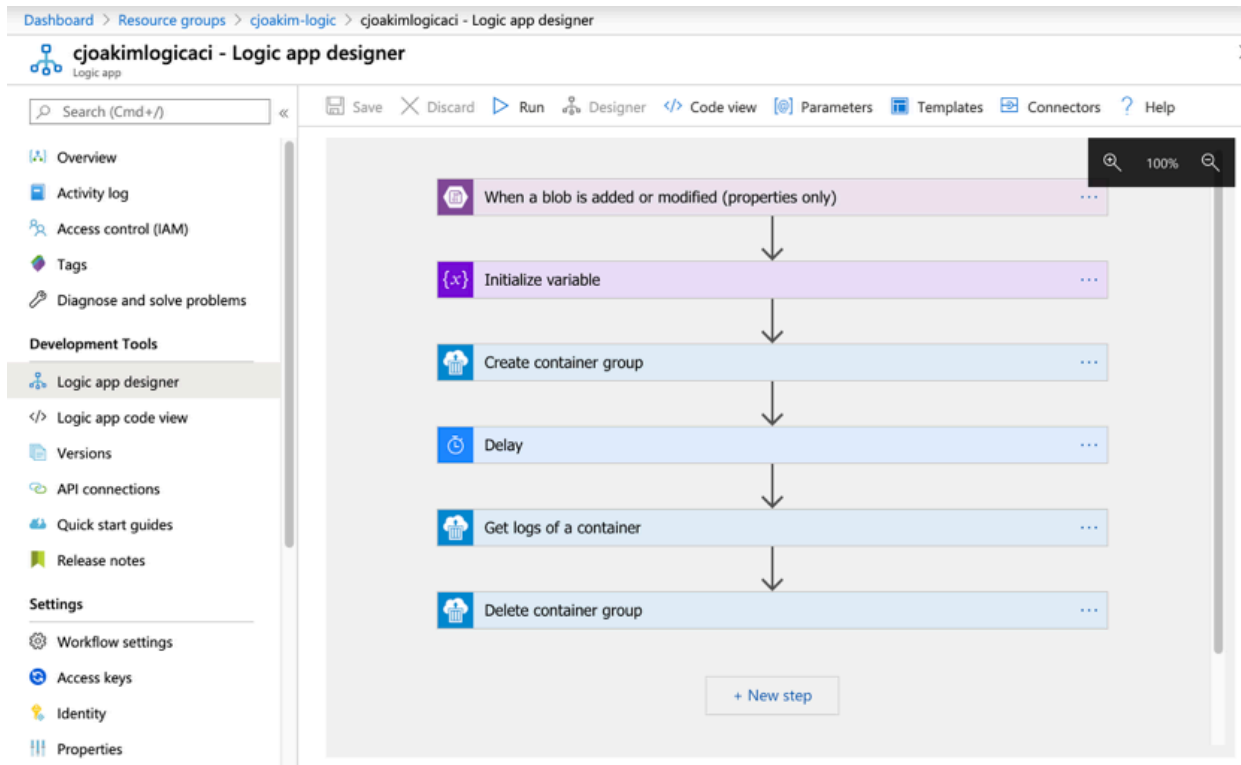 Dashboard > Resource groups > cjoakim-logic > cjoakimlogicaci - Logic app designer
cjoakimlogicaci - Logic app designer
Logic app
Search (Cmd+/)
«
Overview
Activity log
Access control (IAM)
Tags
Diagnose and solve problems
Development Tools
Logic app designer
</> Logic app code view
Versions
API connections
Quick start guides
Release notes
Settings
Workflow settings
Access keys
Identity
Properties
Save Discard Run Designer </> Code view [@] Parameters Templates Connectors ? Help
100%
When a blob is added or modified (properties only) ...
{x} Initialize variable ...
Create container group ...
Delay ...
Get logs of a container ...
Delete container group ...
+ New step